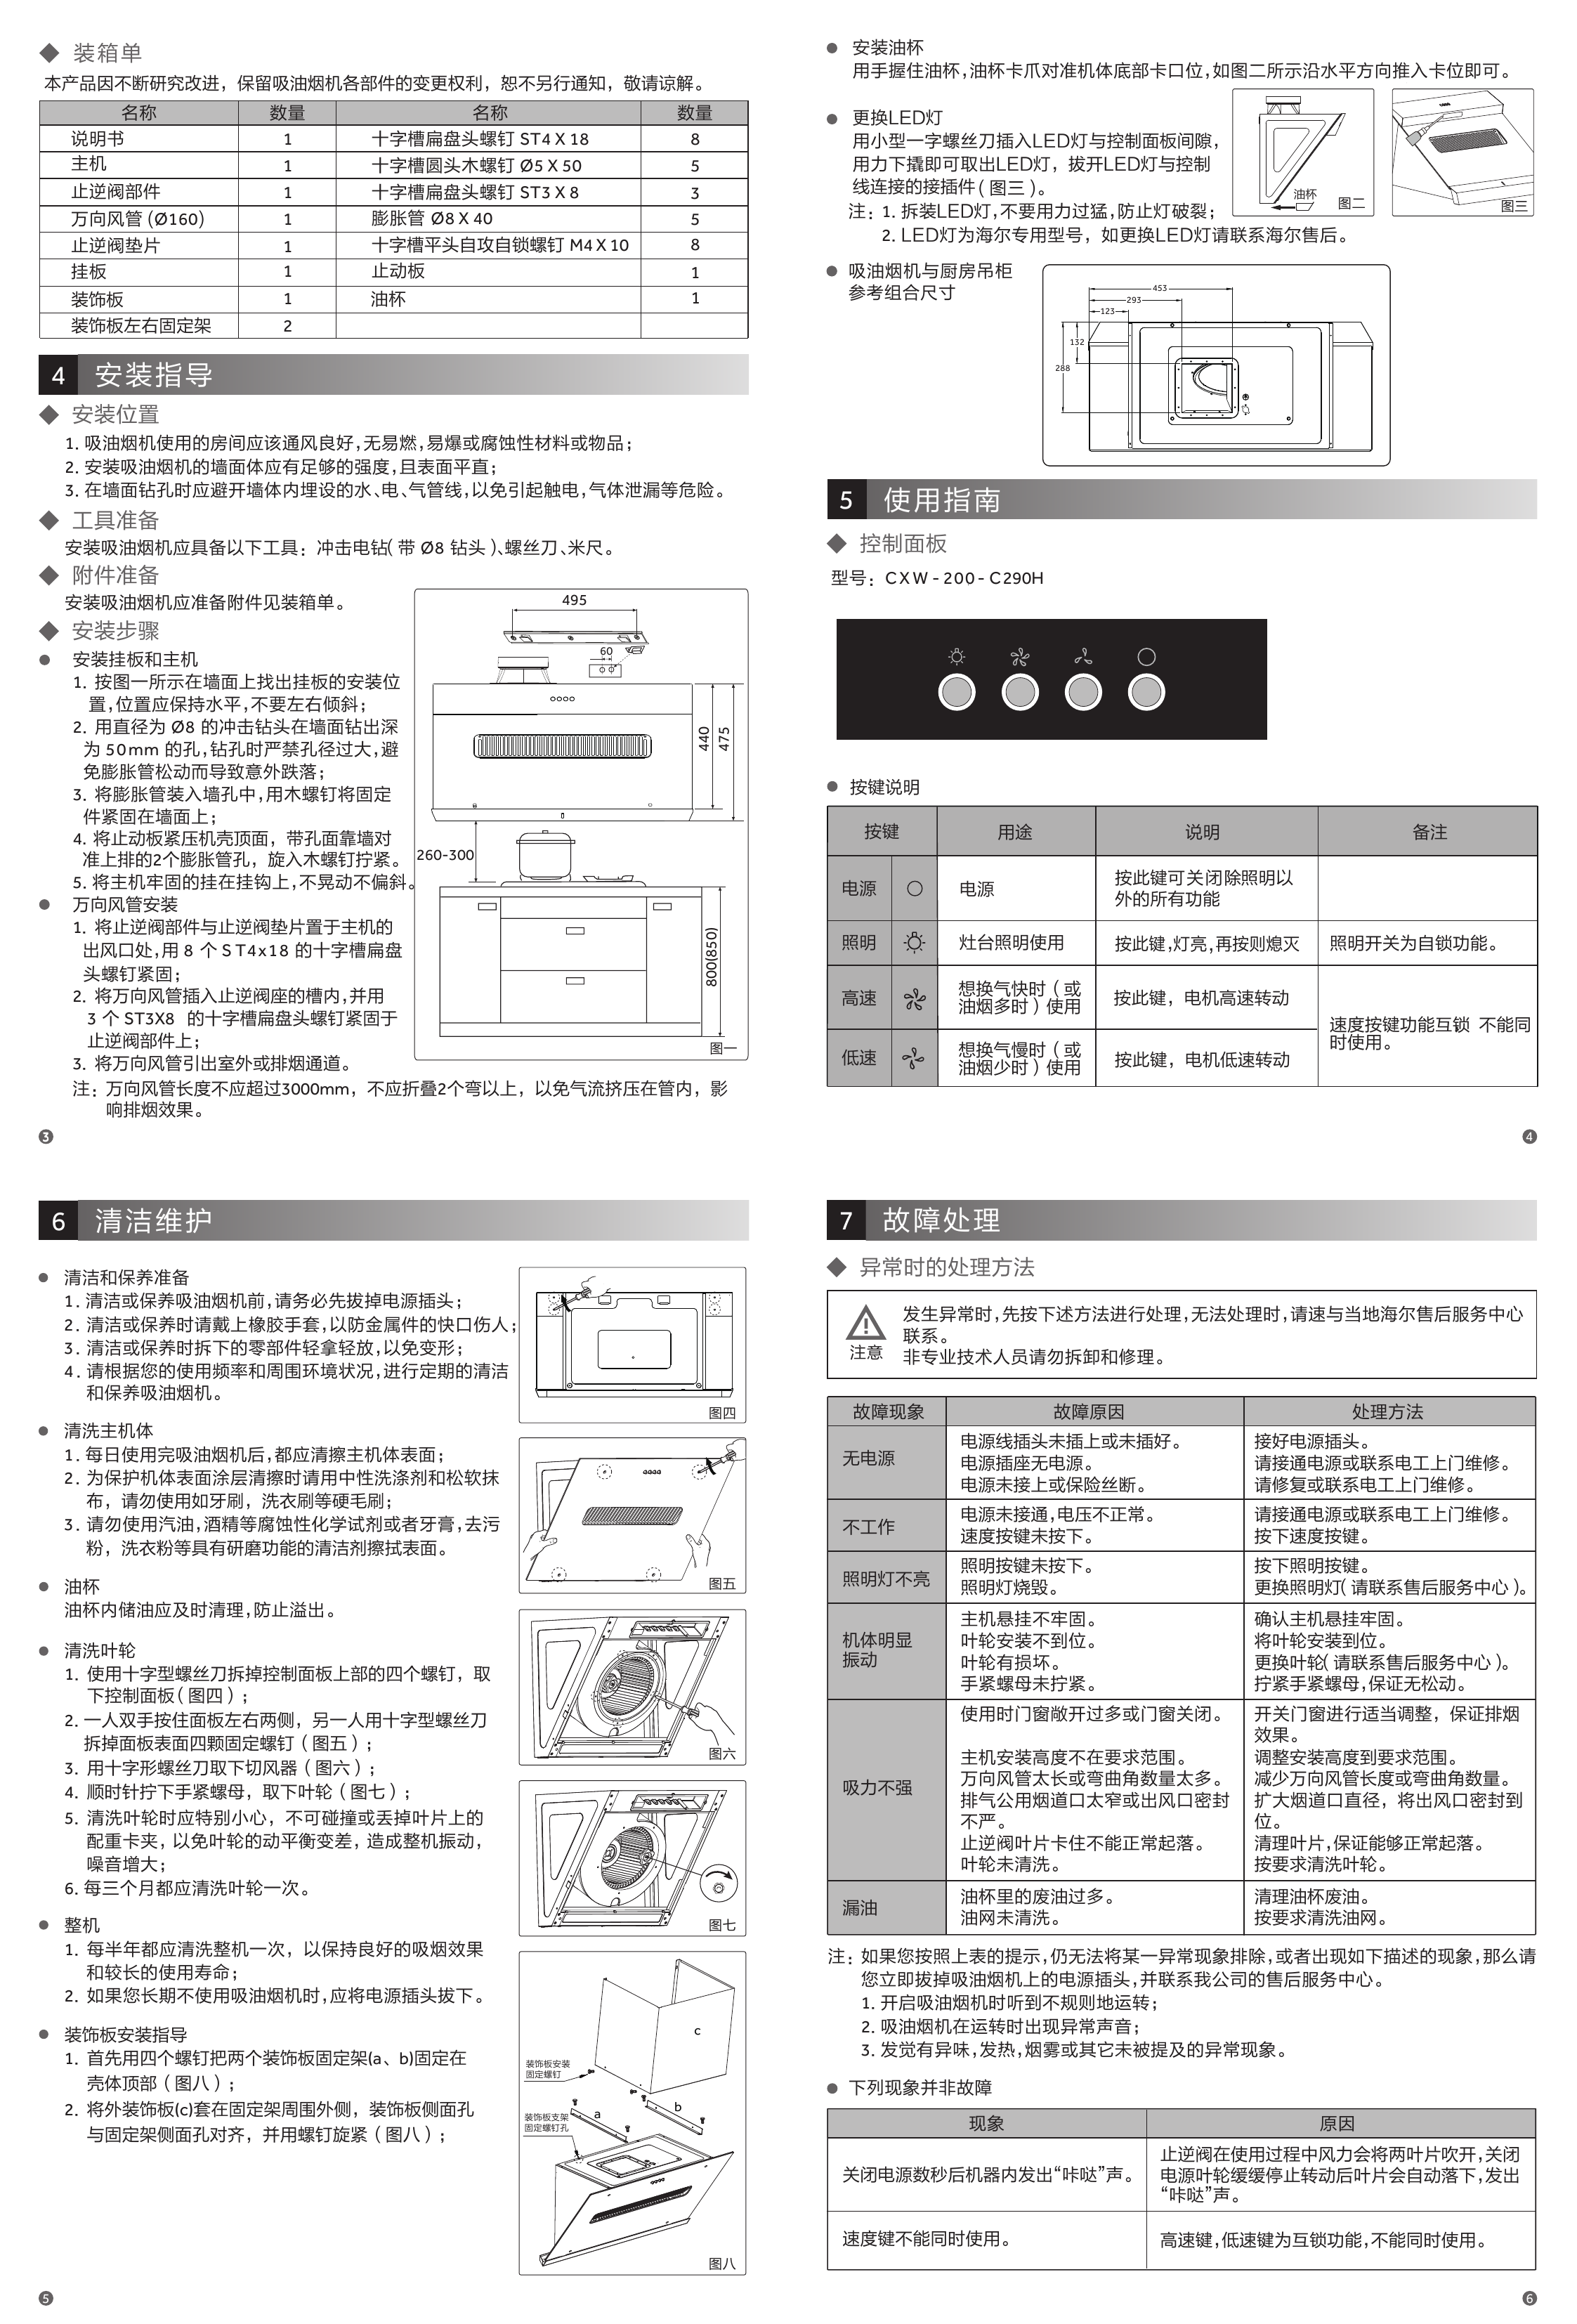 装箱单
本产品因不断研究改进，保留吸油烟机各部件的变更权利，恕不另行通知，敬请谅解。
名称 数量 名称 数量
说明书 1 十字槽扁盘头螺钉 ST4 X 18 8
主机 1 十字槽圆头木螺钉 Ø5 X 50 5
止逆阀部件 1 十字槽扁盘头螺钉 ST3 X 8 3
万向风管 (Ø160) 1 膨胀管 Ø8 X 40 5
止逆阀垫片 1 十字槽平头自攻自锁螺钉 M4 X 10 8
挂板 1 止动板 1
装饰板 1 油杯 1
装饰板左右固定架 2
4 安装指导
安装位置
1. 吸油烟机使用的房间应该通风良好,无易燃,易爆或腐蚀性材料或物品；
2. 安装吸油烟机的墙面体应有足够的强度,且表面平直；
3. 在墙面钻孔时应避开墙体内埋设的水、电、气管线,以免引起触电,气体泄漏等危险。
工具准备
安装吸油烟机应具备以下工具：冲击电钻( 带 Ø8 钻头 )、螺丝刀、米尺。
附件准备
安装吸油烟机应准备附件见装箱单。
安装步骤
安装挂板和主机
1. 按图一所示在墙面上找出挂板的安装位
置,位置应保持水平,不要左右倾斜；
2. 用直径为 Ø8 的冲击钻头在墙面钻出深
为 50mm 的孔,钻孔时严禁孔径过大,避
免膨胀管松动而导致意外跌落；
3. 将膨胀管装入墙孔中,用木螺钉将固定
件紧固在墙面上；
4. 将止动板紧压机壳顶面，带孔面靠墙对
准上排的2个膨胀管孔，旋入木螺钉拧紧。
5. 将主机牢固的挂在挂钩上,不晃动不偏斜。
万向风管安装
1. 将止逆阀部件与止逆阀垫片置于主机的
出风口处,用 8 个 ST4x18 的十字槽扁盘
头螺钉紧固；
2. 将万向风管插入止逆阀座的槽内,并用
3 个 ST3X8 的十字槽扁盘头螺钉紧固于
止逆阀部件上；
3. 将万向风管引出室外或排烟通道。
注：万向风管长度不应超过3000mm，不应折叠2个弯以上，以免气流挤压在管内，影
响排烟效果。
495
60
440
475
260-300
800(850)
图一
3
安装油杯
用手握住油杯,油杯卡爪对准机体底部卡口位,如图二所示沿水平方向推入卡位即可。
更换LED灯
用小型一字螺丝刀插入LED灯与控制面板间隙，
用力下撬即可取出LED灯，拔开LED灯与控制
线连接的接插件 ( 图三 )。
注：1. 拆装LED灯,不要用力过猛,防止灯破裂；
2. LED灯为海尔专用型号，如更换LED灯请联系海尔售后。
油杯
图二
图三
吸油烟机与厨房吊柜
参考组合尺寸
453
293
123
132
288
5 使用指南
控制面板
型号：CXW - 200 - C290H
按键说明
按键 用途 说明 备注
电源 电源 按此键可关闭除照明以
外的所有功能
照明 灶台照明使用 按此键,灯亮,再按则熄灭 照明开关为自锁功能。
高速 想换气快时（或
油烟多时）使用 按此键，电机高速转动
速度按键功能互锁 不能同
时使用。
低速 想换气慢时（或
油烟少时）使用 按此键，电机低速转动
4
6 清洁维护
清洁和保养准备
1. 清洁或保养吸油烟机前,请务必先拔掉电源插头；
2. 清洁或保养时请戴上橡胶手套,以防金属件的快口伤人；
3. 清洁或保养时拆下的零部件轻拿轻放,以免变形；
4. 请根据您的使用频率和周围环境状况,进行定期的清洁
和保养吸油烟机。
清洗主机体
1. 每日使用完吸油烟机后,都应清擦主机体表面；
2. 为保护机体表面涂层清擦时请用中性洗涤剂和松软抹
布，请勿使用如牙刷，洗衣刷等硬毛刷；
3. 请勿使用汽油,酒精等腐蚀性化学试剂或者牙膏,去污
粉，洗衣粉等具有研磨功能的清洁剂擦拭表面。
油杯
油杯内储油应及时清理,防止溢出。
清洗叶轮
1. 使用十字型螺丝刀拆掉控制面板上部的四个螺钉，取
下控制面板（图四）；
2. 一人双手按住面板左右两侧，另一人用十字型螺丝刀
拆掉面板表面四颗固定螺钉（图五）；
3. 用十字形螺丝刀取下切风器（图六）；
4. 顺时针拧下手紧螺母，取下叶轮（图七）；
5. 清洗叶轮时应特别小心，不可碰撞或丢掉叶片上的
配重卡夹，以免叶轮的动平衡变差，造成整机振动，
噪音增大；
6. 每三个月都应清洗叶轮一次。
整机
1. 每半年都应清洗整机一次，以保持良好的吸烟效果
和较长的使用寿命；
2. 如果您长期不使用吸油烟机时,应将电源插头拔下。
装饰板安装指导
1. 首先用四个螺钉把两个装饰板固定架(a、b)固定在
壳体顶部（图八）；
2. 将外装饰板(c)套在固定架周围外侧，装饰板侧面孔
与固定架侧面孔对齐，并用螺钉旋紧（图八）；
图四
图五
图六
图七
c
装饰板安装
固定螺钉
a
b
装饰板支架
固定螺钉孔
图八
5
7 故障处理
异常时的处理方法
注意
发生异常时,先按下述方法进行处理,无法处理时,请速与当地海尔售后服务中心
联系。
非专业技术人员请勿拆卸和修理。
故障现象 故障原因 处理方法
无电源
电源线插头未插上或未插好。 接好电源插头。
电源插座无电源。 请接通电源或联系电工上门维修。
电源未接上或保险丝断。 请修复或联系电工上门维修。
不工作
电源未接通,电压不正常。 请接通电源或联系电工上门维修。
速度按键未按下。 按下速度按键。
照明灯不亮
照明按键未按下。 按下照明按键。
照明灯烧毁。 更换照明灯( 请联系售后服务中心 )。
机体明显
振动
主机悬挂不牢固。 确认主机悬挂牢固。
叶轮安装不到位。 将叶轮安装到位。
叶轮有损坏。 更换叶轮( 请联系售后服务中心 )。
手紧螺母未拧紧。 拧紧手紧螺母,保证无松动。
吸力不强
使用时门窗敞开过多或门窗关闭。 开关门窗进行适当调整，保证排烟
效果。
主机安装高度不在要求范围。 调整安装高度到要求范围。
万向风管太长或弯曲角数量太多。 减少万向风管长度或弯曲角数量。
排气公用烟道口太窄或出风口密封 扩大烟道口直径，将出风口密封到
不严。 位。
止逆阀叶片卡住不能正常起落。 清理叶片,保证能够正常起落。
叶轮未清洗。 按要求清洗叶轮。
漏油
油杯里的废油过多。 清理油杯废油。
油网未清洗。 按要求清洗油网。
注：如果您按照上表的提示,仍无法将某一异常现象排除,或者出现如下描述的现象,那么请
您立即拔掉吸油烟机上的电源插头,并联系我公司的售后服务中心。
1. 开启吸油烟机时听到不规则地运转；
2. 吸油烟机在运转时出现异常声音；
3. 发觉有异味,发热,烟雾或其它未被提及的异常现象。
下列现象并非故障
现象 原因
关闭电源数秒后机器内发出“咔哒”声。
止逆阀在使用过程中风力会将两叶片吹开,关闭
电源叶轮缓缓停止转动后叶片会自动落下,发出
“咔哒”声。
速度键不能同时使用。 高速键,低速键为互锁功能,不能同时使用。
6